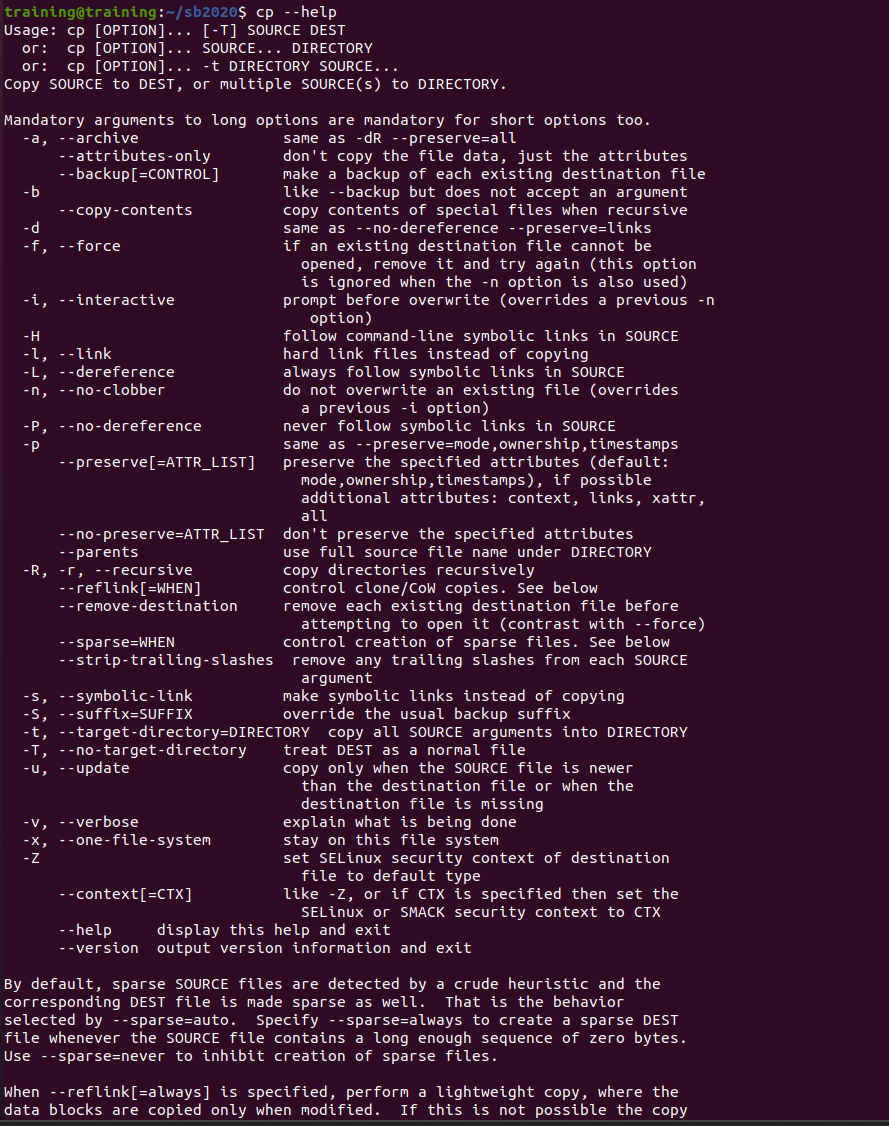 training@training:~/sb2020$ cp --help
Usage: cp [OPTION]... [-T] SOURCE DEST
  or:  cp [OPTION]... SOURCE... DIRECTORY
  or:  cp [OPTION]... -t DIRECTORY SOURCE...
Copy SOURCE to DEST, or multiple SOURCE(s) to DIRECTORY.

Mandatory arguments to long options are mandatory for short options too.
  -a, --archive                same as -dR --preserve=all
      --attributes-only        don't copy the file data, just the attributes
      --backup[=CONTROL]       make a backup of each existing destination file
  -b                           like --backup but does not accept an argument
      --copy-contents          copy contents of special files when recursive
  -d                           same as --no-dereference --preserve=links
  -f, --force                  if an existing destination file cannot be
                                 opened, remove it and try again (this option
                                 is ignored when the -n option is also used)
  -i, --interactive            prompt before overwrite (overrides a previous -n
                                  option)
  -H                           follow command-line symbolic links in SOURCE
  -l, --link                   hard link files instead of copying
  -L, --dereference            always follow symbolic links in SOURCE
  -n, --no-clobber             do not overwrite an existing file (overrides
                                 a previous -i option)
  -P, --no-dereference         never follow symbolic links in SOURCE
  -p                           same as --preserve=mode,ownership,timestamps
      --preserve[=ATTR_LIST]   preserve the specified attributes (default:
                                 mode,ownership,timestamps), if possible
                                 additional attributes: context, links, xattr,
                                 all
      --no-preserve=ATTR_LIST  don't preserve the specified attributes
      --parents                use full source file name under DIRECTORY
  -R, -r, --recursive          copy directories recursively
      --reflink[=WHEN]         control clone/CoW copies. See below
      --remove-destination     remove each existing destination file before
                                 attempting to open it (contrast with --force)
      --sparse=WHEN            control creation of sparse files. See below
      --strip-trailing-slashes  remove any trailing slashes from each SOURCE
                                 argument
  -s, --symbolic-link          make symbolic links instead of copying
  -S, --suffix=SUFFIX          override the usual backup suffix
  -t, --target-directory=DIRECTORY  copy all SOURCE arguments into DIRECTORY
  -T, --no-target-directory    treat DEST as a normal file
  -u, --update                 copy only when the SOURCE file is newer
                                 than the destination file or when the
                                 destination file is missing
  -v, --verbose                explain what is being done
  -x, --one-file-system        stay on this file system
  -Z                           set SELinux security context of destination
                                 file to default type
      --context[=CTX]          like -Z, or if CTX is specified then set the
                                 SELinux or SMACK security context to CTX
      --help     display this help and exit
      --version  output version information and exit

By default, sparse SOURCE files are detected by a crude heuristic and the
corresponding DEST file is made sparse as well.  That is the behavior
selected by --sparse=auto.  Specify --sparse=always to create a sparse DEST
file whenever the SOURCE file contains a long enough sequence of zero bytes.
Use --sparse=never to inhibit creation of sparse files.

When --reflink[=always] is specified, perform a lightweight copy, where the
data blocks are copied only when modified.  If this is not possible the copy